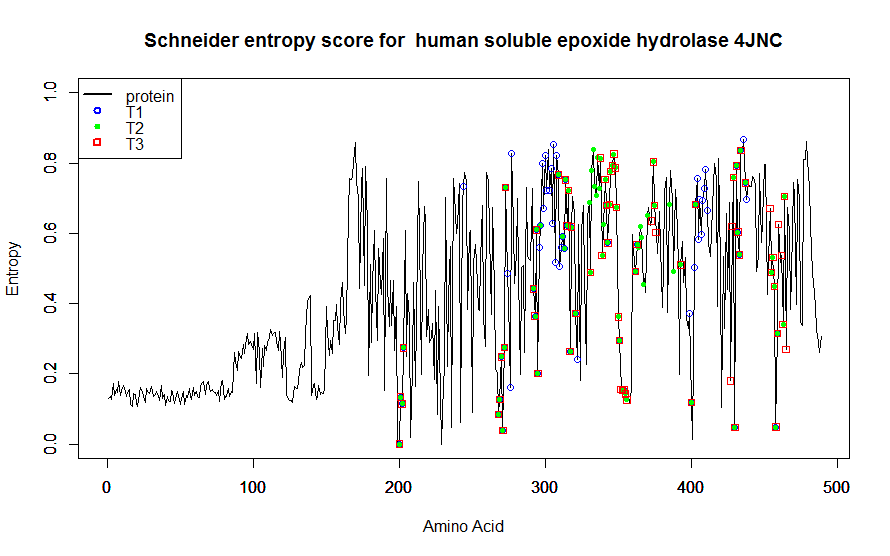 Schneider entropy score for  human soluble epoxide hydrolase 4JNC
protein
T1
T2
T3
1.0
0.8
0.6
0.4
0.2
0.0
Entropy
0 100 200 300 400 500
Amino Acid